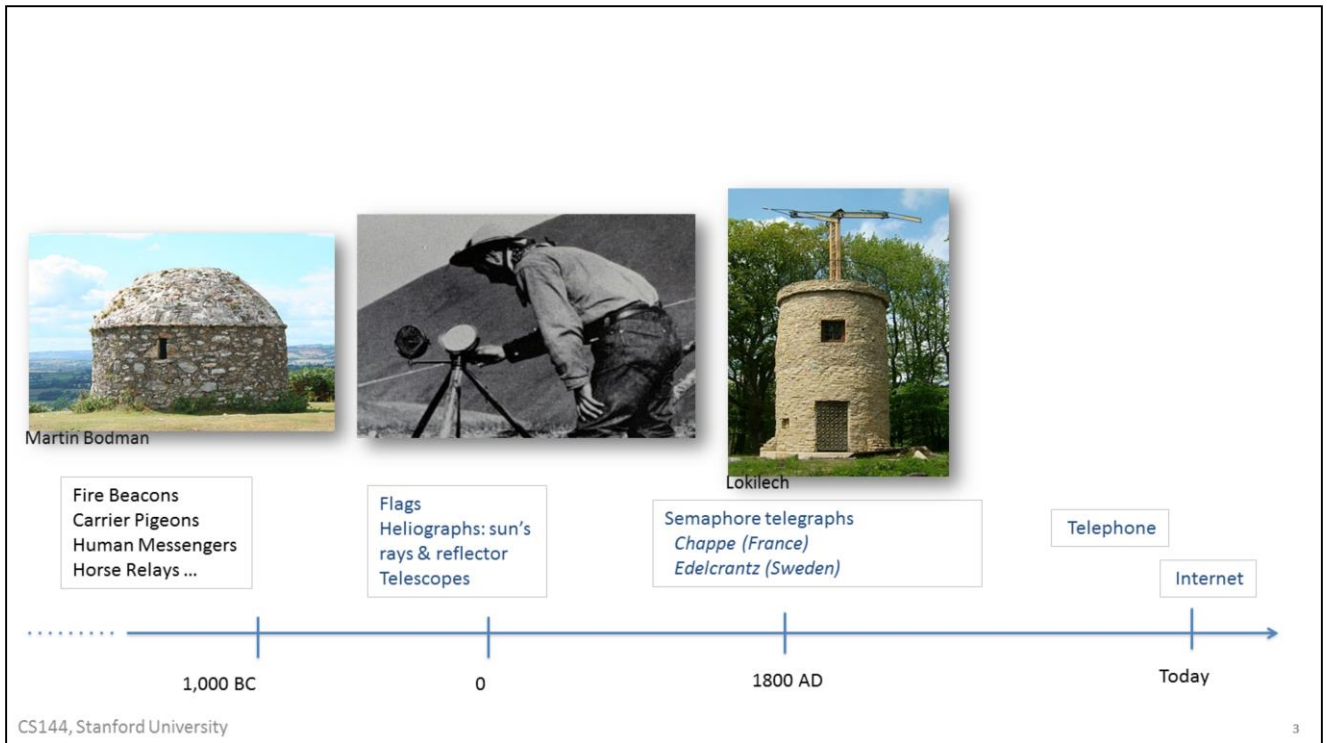 Martin Bodman
Lokilech
Fire Beacons
Carrier Pigeons
Human Messengers
Horse Relays ...
Flags
Heliographs: sun's
rays & reflector
Telescopes
Semaphore telegraphs
Chappe (France)
Edelcrantz (Sweden)
Telephone
Internet
1,000 BC
0
1800 AD
Today
CS144, Stanford University
3